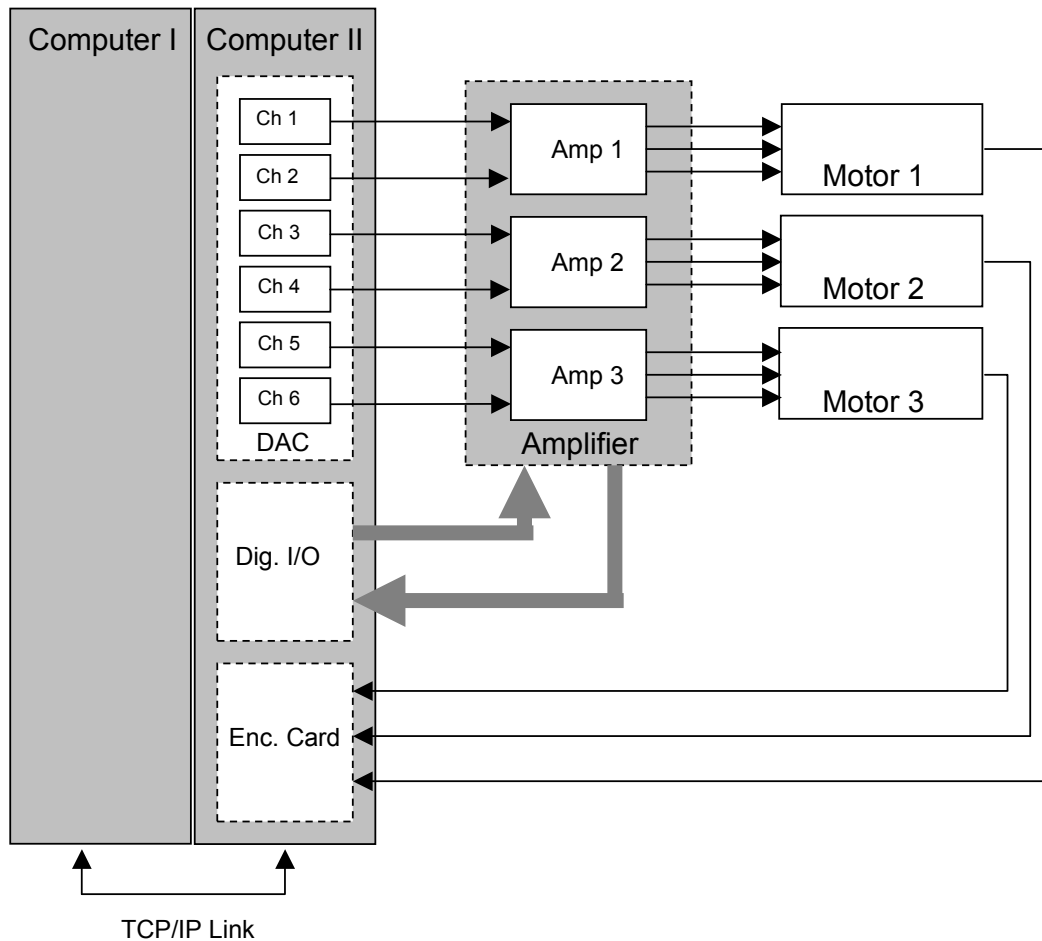 Computer I
Computer II
Ch 1
Ch 2
Ch 3
Ch 4
Ch 5
Ch 6
DAC
Amp 1
Amp 2
Amp 3
Amplifier
Motor 1
Motor 2
Motor 3
Dig. I/O
Enc. Card
TCP/IP Link